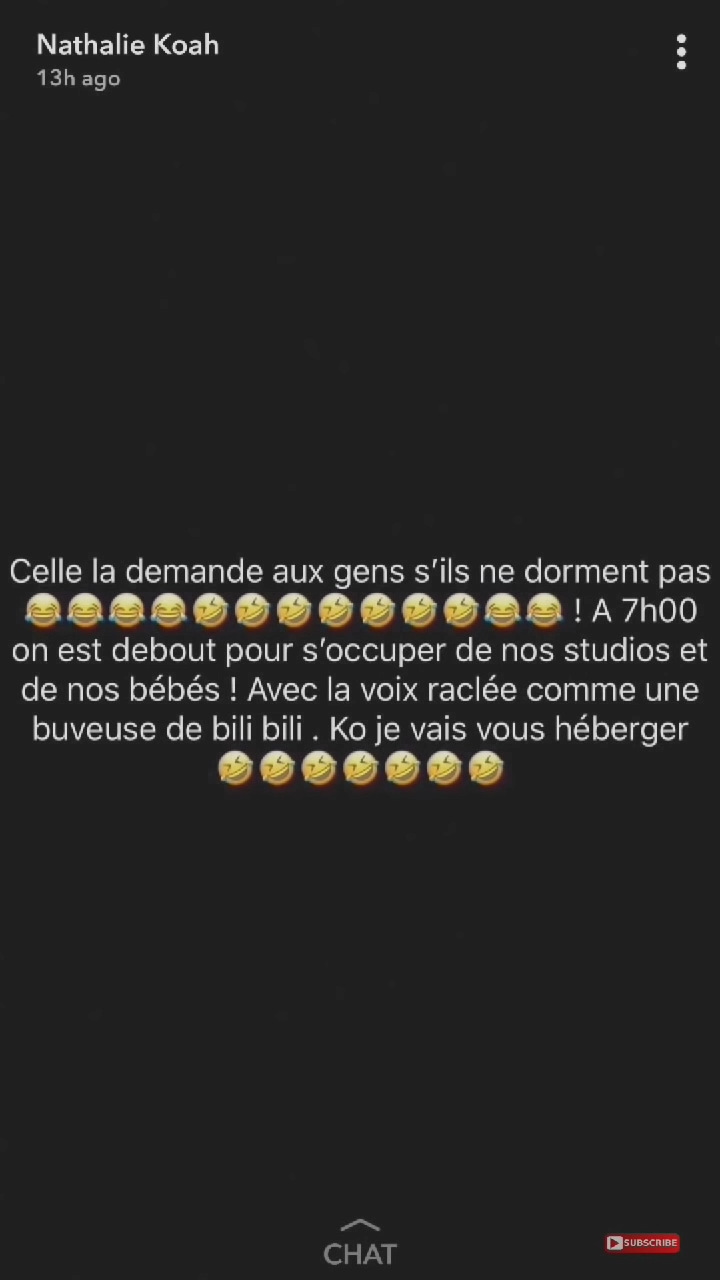 Nathalie Koah
13h ago
Celle la demande aux gens s’ils ne dorment pas
😂😂😂😂🤣🤣🤣🤣🤣🤣🤣😂😂 ! A 7h00
on est debout pour s’occuper de nos studios et
de nos bébés ! Avec la voix raclée comme une
buveuse de bili bili . Ko je vais vous héberger
🤣🤣🤣🤣🤣🤣🤣
CHAT
SUBSCRIBE